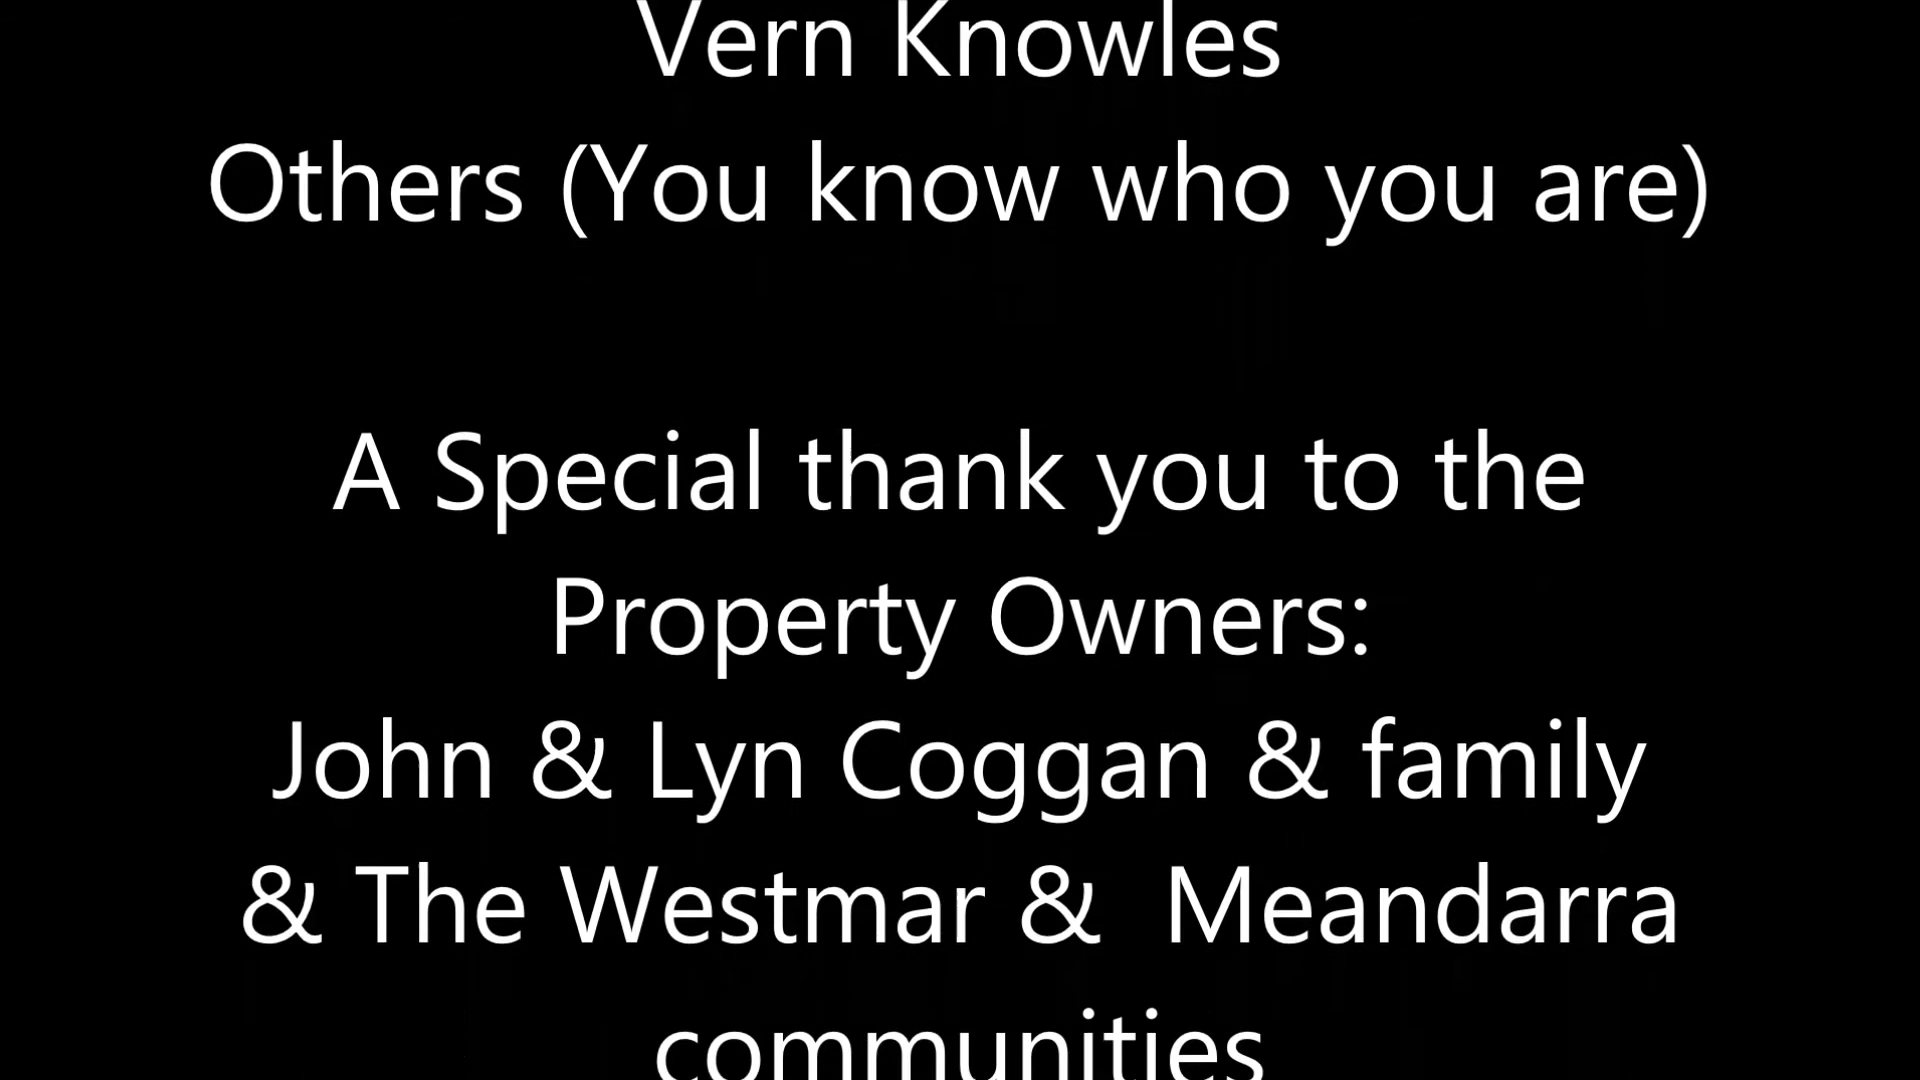 Vern Knowles
Others (You know who you are)
A Special thank you to the
Property Owners:
John & Lyn Coggan & family
& The Westmar &  Meandarra
communities